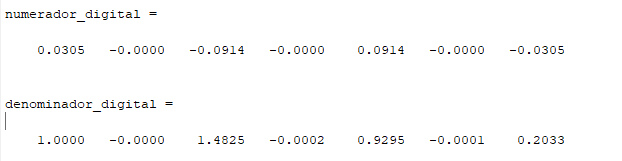 numerador_digital =
0.0305 -0.0000 -0.0914 -0.0000 0.0914 -0.0000 -0.0305
denominador_digital =
1.0000 -0.0000 1.4825 -0.0002 0.9295 -0.0001 0.2033